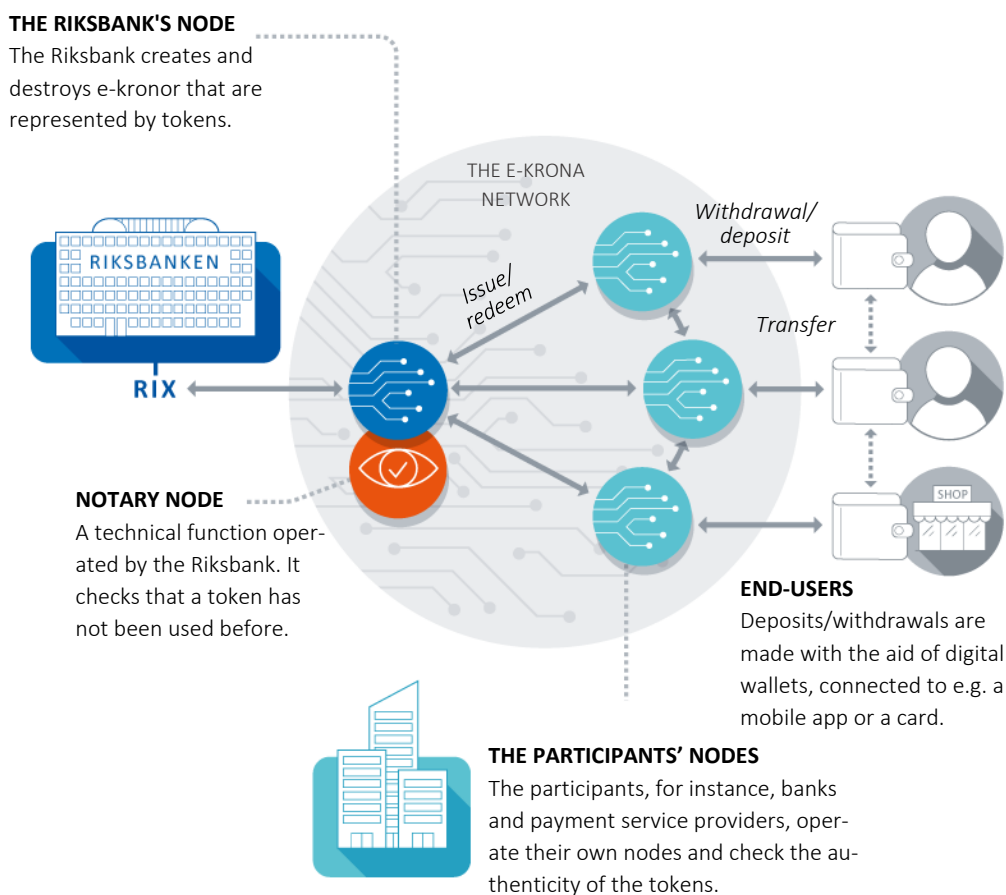 THE RIKSBANK'S NODE
The Riksbank creates and
destroys e-kronor that are
represented by tokens.
THE E-KRONA
NETWORK
Withdrawal/
deposit
RIKSBANKEN
Issue/
redeem
Transfer
RIX
NOTARY NODE
A technical function oper-
ated by the Riksbank. It
checks that a token has
not been used before.
SHOP
END-USERS
Deposits/withdrawals are
made with the aid of digital
wallets, connected to e.g. a
mobile app or a card.
THE PARTICIPANTS’ NODES
The participants, for instance, banks
and payment service providers, oper-
ate their own nodes and check the au-
thenticity of the tokens.